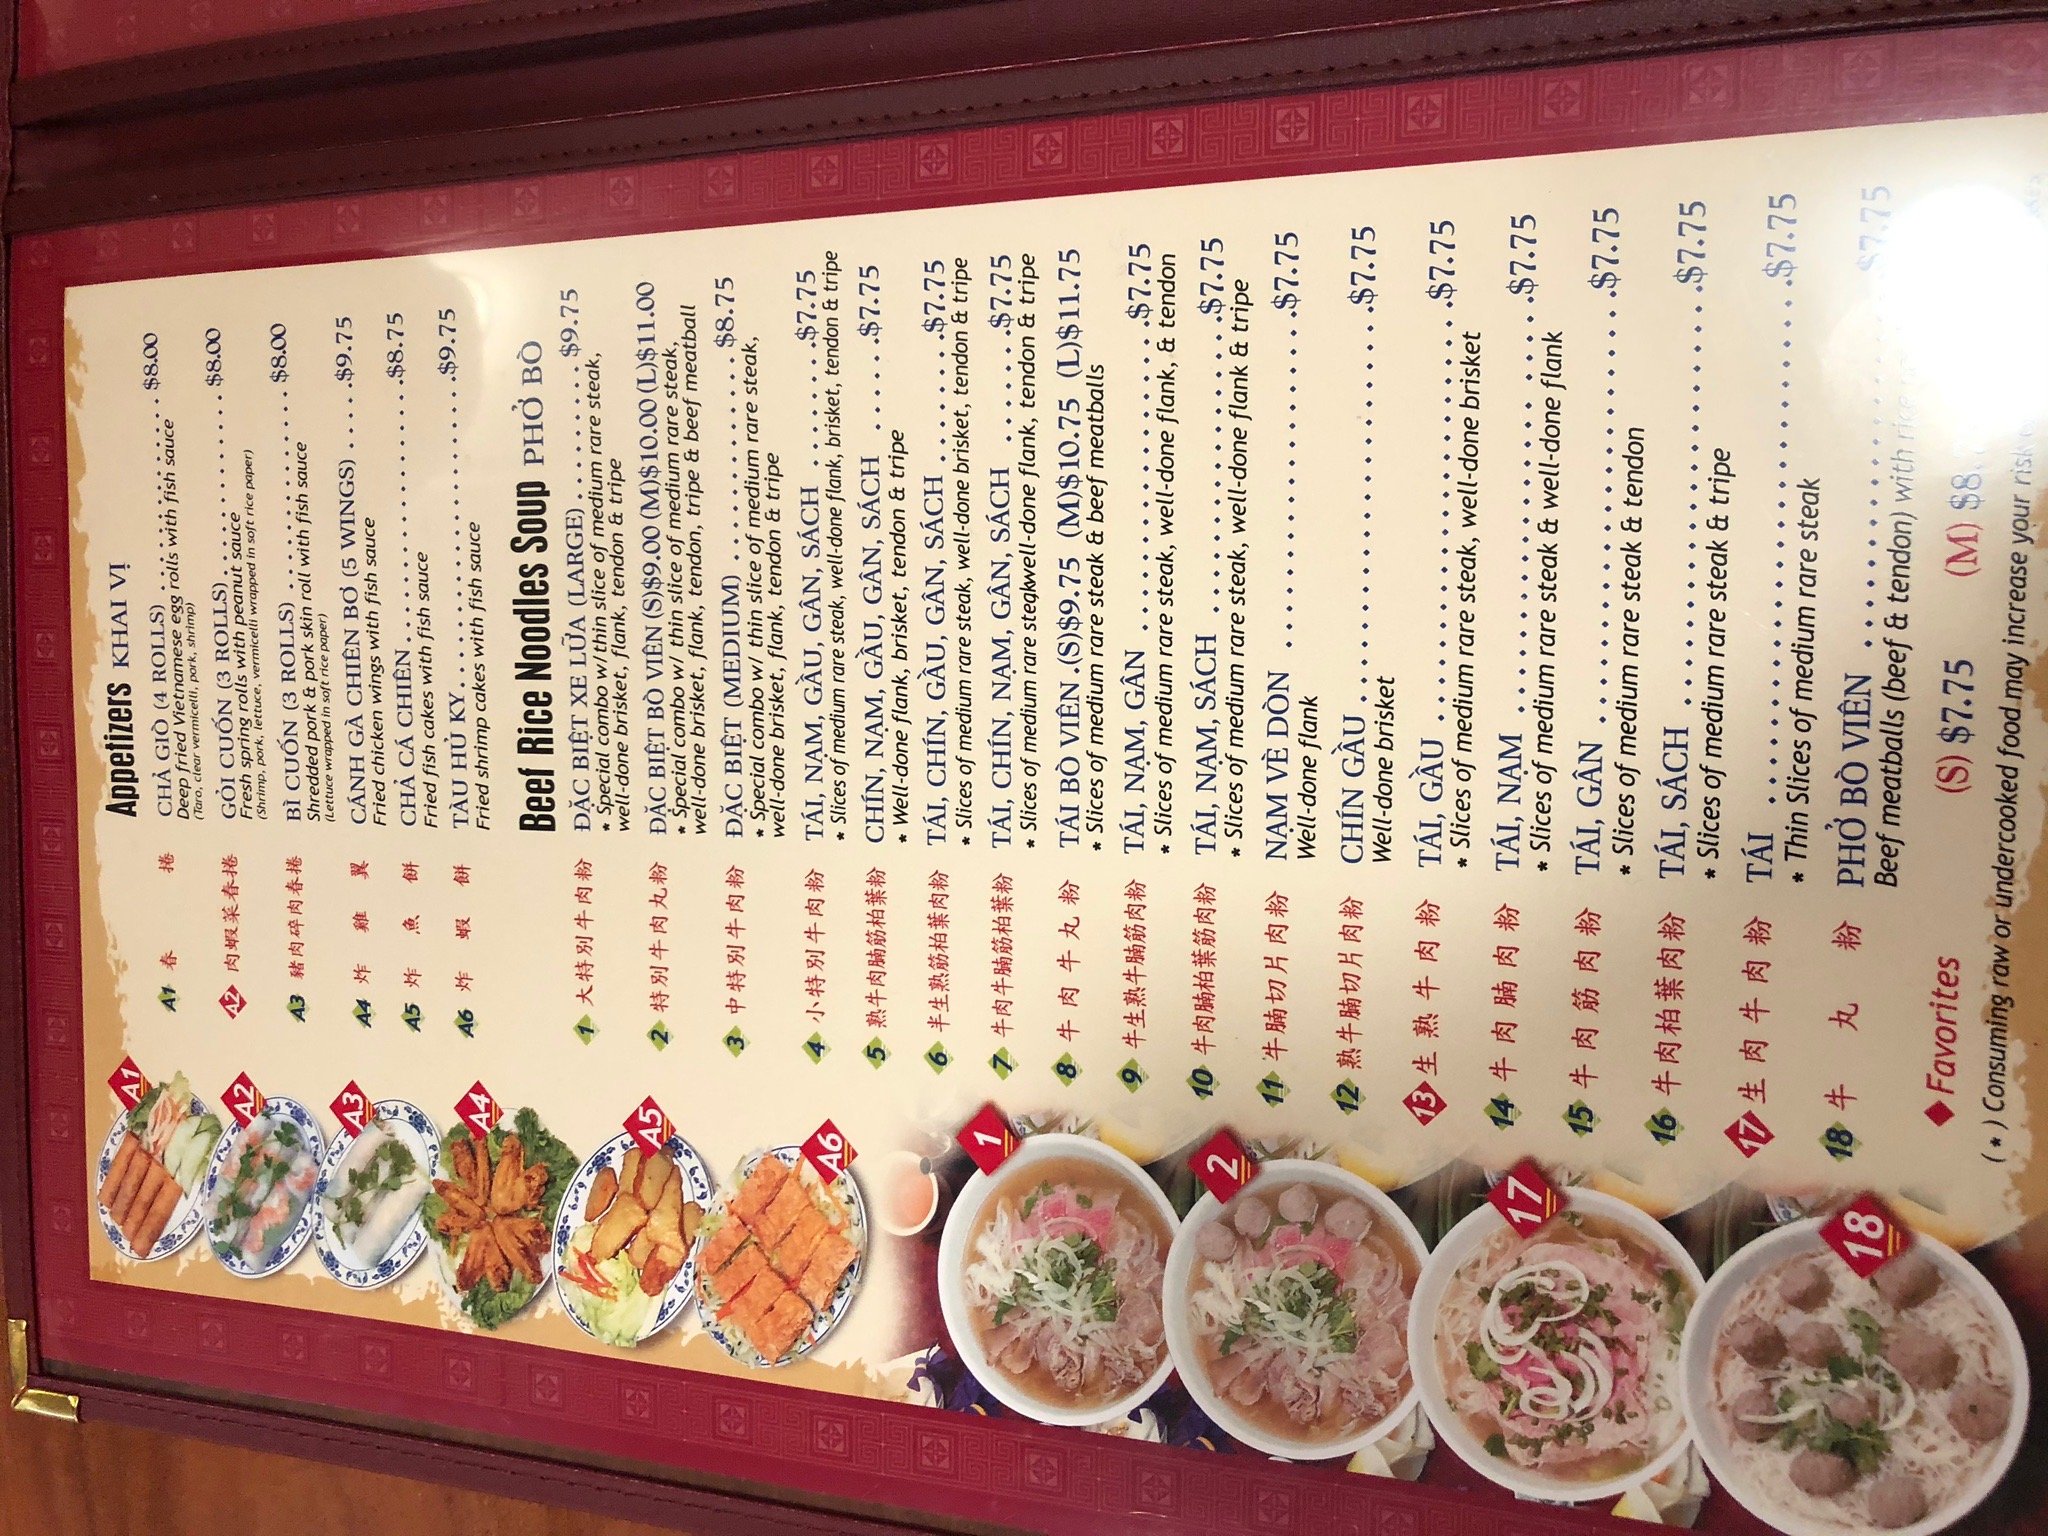 Appetizers KHAI VỊ
A1 春 捲 CHẢ GIÒ (4 ROLLS) $8.00
Deep fried Vietnamese egg rolls with fish sauce
(Taro, clear vermicelli, pork, shrimp)
A2 肉蝦菜春捲 GỎI CUỐN (3 ROLLS) $8.00
Fresh spring rolls with peanut sauce
(Shrimp, pork, lettuce, vermicelli wrapped in soft rice paper)
A3 豬肉碎肉春捲 BÌ CUỐN (3 ROLLS) $8.00
Shredded pork & pork skin roll with fish sauce
(Lettuce wrapped in soft rice paper)
A4 炸 雞 翼 CÁNH GÀ CHIÊN BƠ (5 WINGS) $9.75
Fried chicken wings with fish sauce
A5 炸 魚 餅 CHẢ CÁ CHIÊN $8.75
Fried fish cakes with fish sauce
A6 炸 蝦 餅 TÀU HỦ KY $9.75
Fried shrimp cakes with fish sauce
Beef Rice Noodles Soup PHỞ BÒ
1 大特別牛肉粉 ĐẶC BIỆT XE LỬA (LARGE) $9.75
* Special combo w/ thin slice of medium rare steak,
well-done brisket, flank, tendon & tripe
2 特別牛肉丸粉 ĐẶC BIỆT BÒ VIÊN (S)$9.00 (M)$10.00 (L)$11.00
* Special combo w/ thin slice of medium rare steak,
well-done brisket, flank, tendon, tripe & beef meatball
3 中特別牛肉粉 ĐẶC BIỆT (MEDIUM) $8.75
* Special combo w/ thin slice of medium rare steak,
well-done brisket, flank, tendon & tripe
4 小特別牛肉粉 TÁI, NẠM, GẦU, GÂN, SÁCH $7.75
* Slices of medium rare steak, well-done flank, brisket, tendon & tripe
5 熟牛肉腩筋柏葉粉 CHÍN, NẠM, GẦU, GÂN, SÁCH $7.75
* Well-done flank, brisket, tendon & tripe
6 半生熟筋柏葉肉粉 TÁI, CHÍN, GẦU, GÂN, SÁCH $7.75
* Slices of medium rare steak, well-done brisket, tendon & tripe
7 牛肉牛腩筋柏葉粉 TÁI, CHÍN, NẠM, GÂN, SÁCH $7.75
* Slices of medium rare stegkwell-done flank, tendon & tripe
8 牛 肉 牛 丸 粉 TÁI BÒ VIÊN .(S)$9.75 (M)$10.75 (L)$11.75
* Slices of medium rare steak & beef meatballs
9 牛生熟牛腩筋肉粉 TÁI, NẠM, GÂN $7.75
* Slices of medium rare steak, well-done flank, & tendon
10 牛肉腩柏葉筋肉粉 TÁI, NẠM, SÁCH $7.75
* Slices of medium rare steak, well-done flank & tripe
11 牛腩切片肉粉 NẠM VÈ DÒN $7.75
Well-done flank
12 熟牛腩切片肉粉 CHÍN GẦU $7.75
Well-done brisket
13 生 熟 牛 肉 粉 TÁI, GẦU $7.75
* Slices of medium rare steak, well-done brisket
14 牛 肉 腩 肉 粉 TÁI, NẠM $7.75
* Slices of medium rare steak & well-done flank
15 牛 肉 筋 肉 粉 TÁI, GÂN $7.75
* Slices of medium rare steak & tendon
16 牛肉柏葉肉粉 TÁI, SÁCH $7.75
* Slices of medium rare steak & tripe
17 生 肉 牛 肉 粉 TÁI $7.75
* Thin Slices of medium rare steak
18 牛 丸 粉 PHỞ BÒ VIÊN $7.75
Beef meatballs (beef & tendon) with rice
Favorites (S) $7.75 (M)
( * ) Consuming raw or undercooked food may increase your risk
A1
A2
A3
A4
A5
A6
1
2
17
18